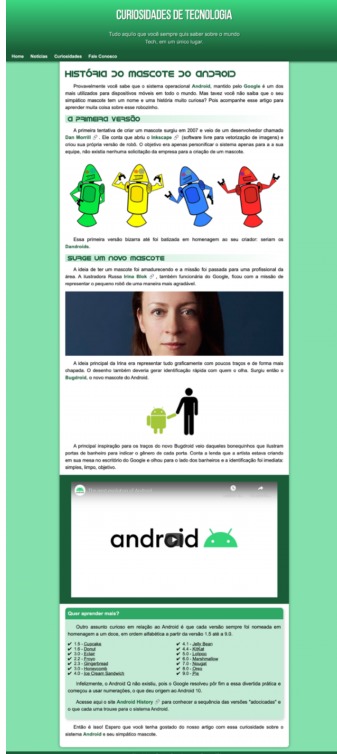 CURIOSIDADES DE TECNOLOGIA
Tudo aquilo que você sempre quis saber sobre o mundo
Tech, em um único lugar
Home Notícias Curiosidades Fale Conosco
HISTÓRIA DO MASCOTE DO ANDROID
Provavelmente você sabe que o sistema operacional Android, mantido pelo Google é um dos
mais utilizados para dispositivos móveis em todo o mundo. Mas talvez você não saiba que o seu
simpático mascote tem um nome e uma história muito curiosa? Pois acompanhe esse artigo para
aprender muita coisa sobre esse robozinho.
A PRIMEIRA VERSÃO
A primeira tentativa de criar um mascote surgiu em 2007 e veio de um desenvolvedor chamado
Dan Morrill . Ele conta que abriu o Inkscape (software livre para vetorização de imagens) e
criou sua própria versão de robô. O objetivo era apenas personificar o sistema apenas para a sua
equipe, não existia nenhuma solicitação da empresa para a criação de um mascote.
Essa primeira versão bizarra até foi batizada em homenagem ao seu criador: seriam os
Dandroids.
SURGE UM NOVO MASCOTE
A ideia de ter um mascote foi amadurecendo e a missão foi passada para uma profissional da
área. A ilustradora Russa Irina Blok , também funcionária do Google, ficou com a missão de
representar o pequeno robô de uma maneira mais agradável.
A ideia principal da Irina era representar tudo graficamente com poucos traços e de forma mais
chapada. O desenho também deveria gerar identificação rápida com quem o olha. Surgiu então o
Bugdroid, o novo mascote do Android.
A principal inspiração para os traços do novo Bugdroid veio daqueles bonequinhos que ilustram
portas de banheiro para indicar o gênero de cada porta. Conta a lenda que a artista estava criando
em sua mesa no escritório do Google e olhou para o lado dos banheiros e a identificação foi imediata:
simples, limpo, objetivo.
android
Quer aprender mais?
Outro assunto curioso em relação ao Android é que cada versão sempre foi nomeada em
homenagem a um doce, em ordem alfabética a partir da versão 1.5 até a 9.0.
1.5 - Cupcake
1.6 - Donut
2.0 - Eclair
2.2 - Froyo
2.3 - Gingerbread
3.0 - Honeycomb
4.0 - Ice Cream Sandwich
4.1 - Jelly Bean
4.4 - KitKat
5.0 - Lollipop
6.0 - Marshmallow
7.0 - Nougat
8.0 - Oreo
9.0 - Pie
Infelizmente, o Android Q não existiu, pois o Google resolveu pôr fim a essa divertida prática e
começou a usar numerações, o que deu origem ao Android 10.
Acesse aqui o site Android History para conhecer a sequência das versões "adocicadas" e
o que cada uma trouxe para o sistema Android.
Então é isso! Espero que você tenha gostado do nosso artigo com essa curiosidade sobre o
sistema Android e seu simpático mascote.